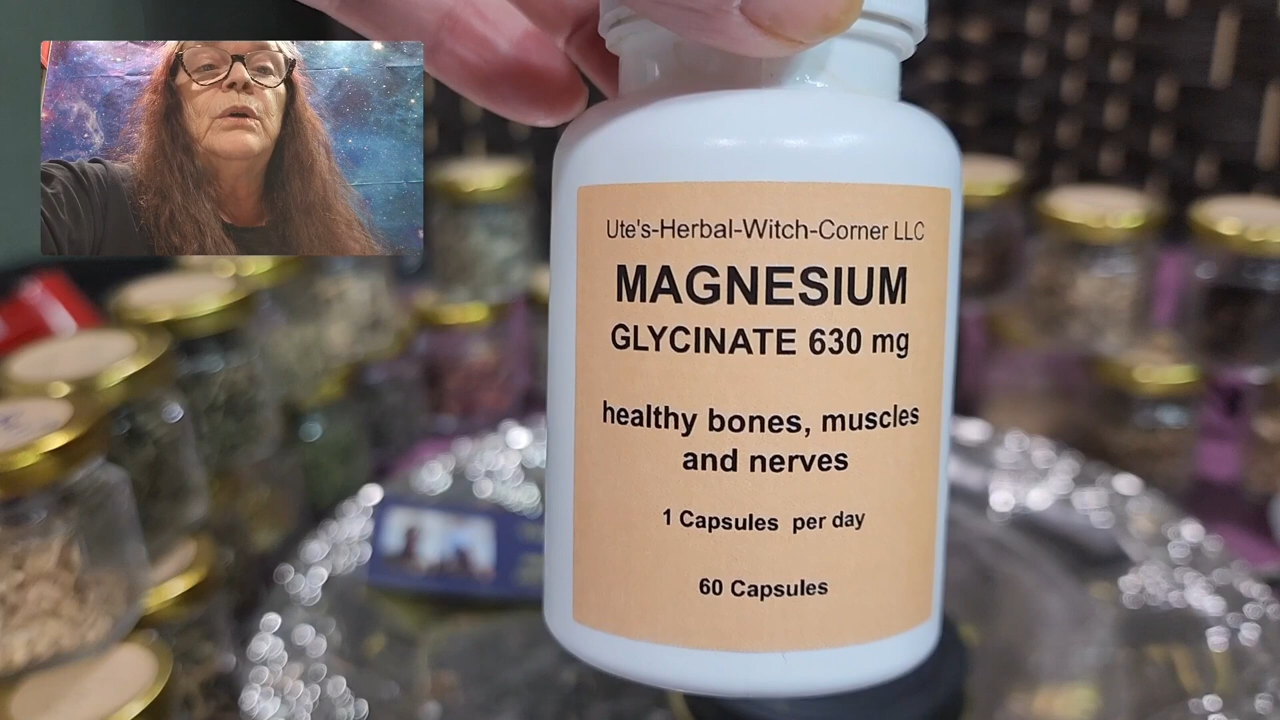 Ute's-Herbal-Witch-Corner LLC
MAGNESIUM
GLYCINATE 630 mg
healthy bones, muscles
and nerves
1 Capsules per day
60 Capsules